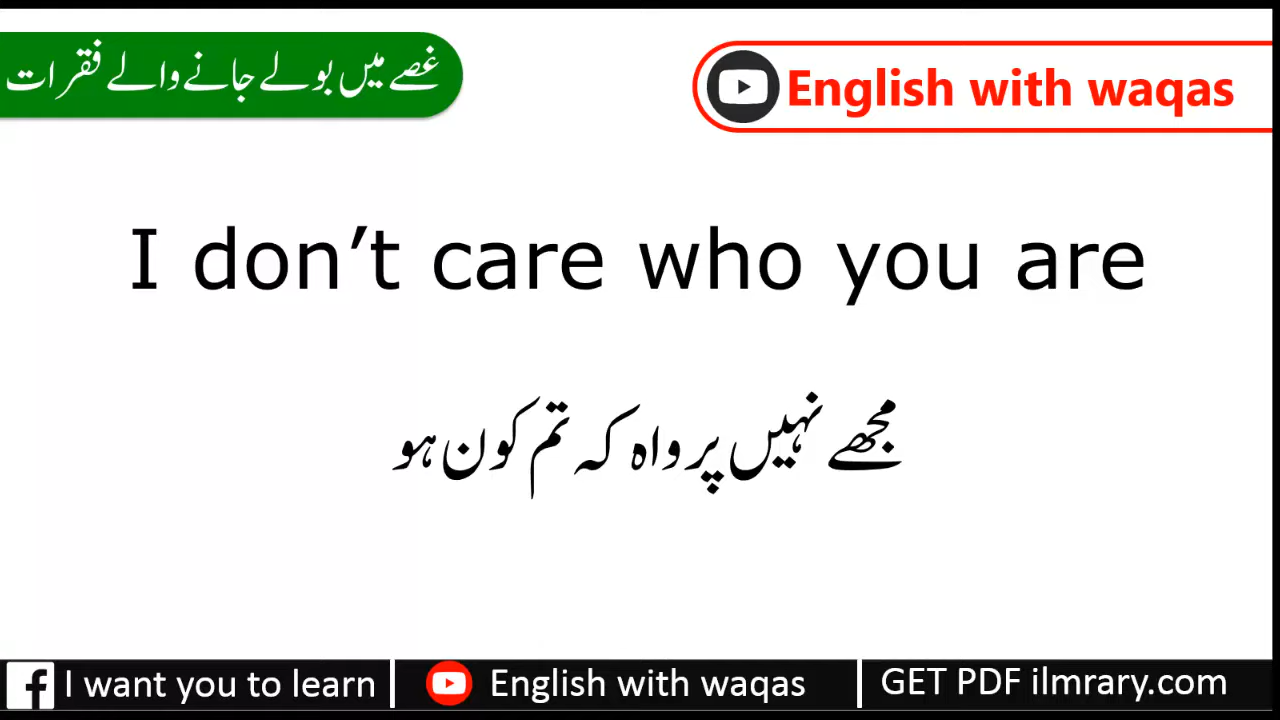 غصے میں بولے جانے والے فقرات
English with waqas
I don’t care who you are
مجھے نہیں پرواہ کہ تم کون ہو
I want you to learn
English with waqas
GET PDF ilmrary.com